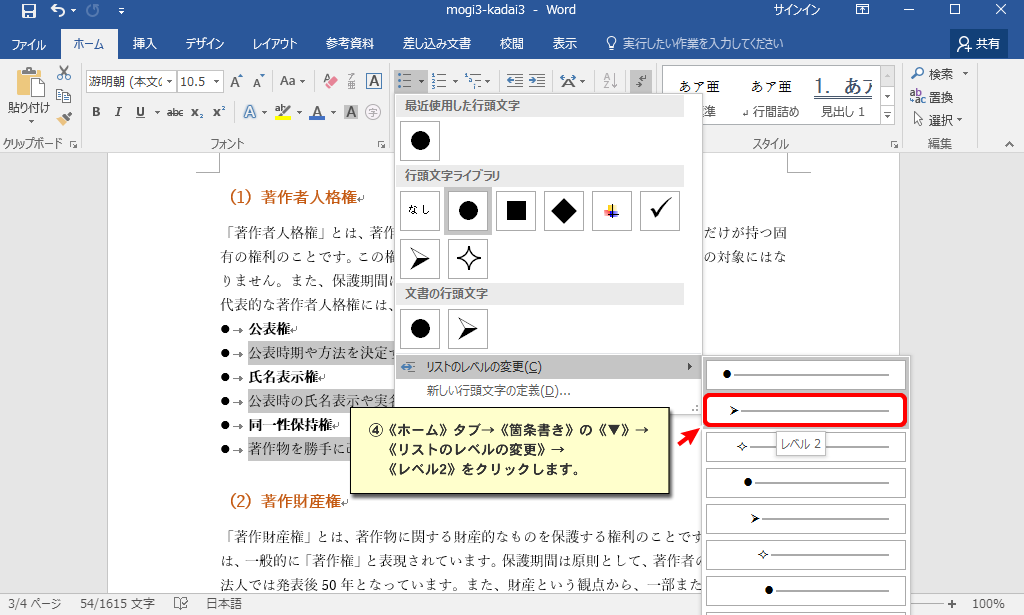 mogi3-kadai3 - Word
サインイン
ファイル ホーム 挿入 デザイン レイアウト 参考資料 差し込み文書 校閲 表示 実行したい作業を入力してください 共有
貼り付け
クリップボード
游明朝 (本文の 10.5
Aa
B I U abc x₂ x²
フォント
あア亜 あア亜 1. あア
準 ↲行間詰め 見出し 1
スタイル
検索
置換
選択
編集
最近使用した行頭文字
行頭文字ライブラリ
なし
文書の行頭文字
リストのレベルの変更(C)
新しい行頭文字の定義(D)...
レベル 2
(1) 著作者人格権
「著作者人格権」とは、著作 だけが持つ固
有の権利のことです。この権 の対象にはな
りません。また、保護期間は
代表的な著作者人格権には、
●→ 公表権
●→ 公表時期や方法を決定す
●→ 氏名表示権
●→ 公表時の氏名表示や実名
●→ 同一性保持権
●→ 著作物を勝手に改
④《ホーム》タブ→《箇条書き》の《▼》→
《リストのレベルの変更》→
《レベル2》をクリックします。
(2) 著作財産権
「著作財産権」とは、著作物に関する財産的なものを保護する権利のことです
は、一般的に「著作権」と表現されています。保護期間は原則として、著作者の
法人では発表後 50 年となっています。また、財産という観点から、一部また
3/4 ページ 54/1615 文字 日本語 100%